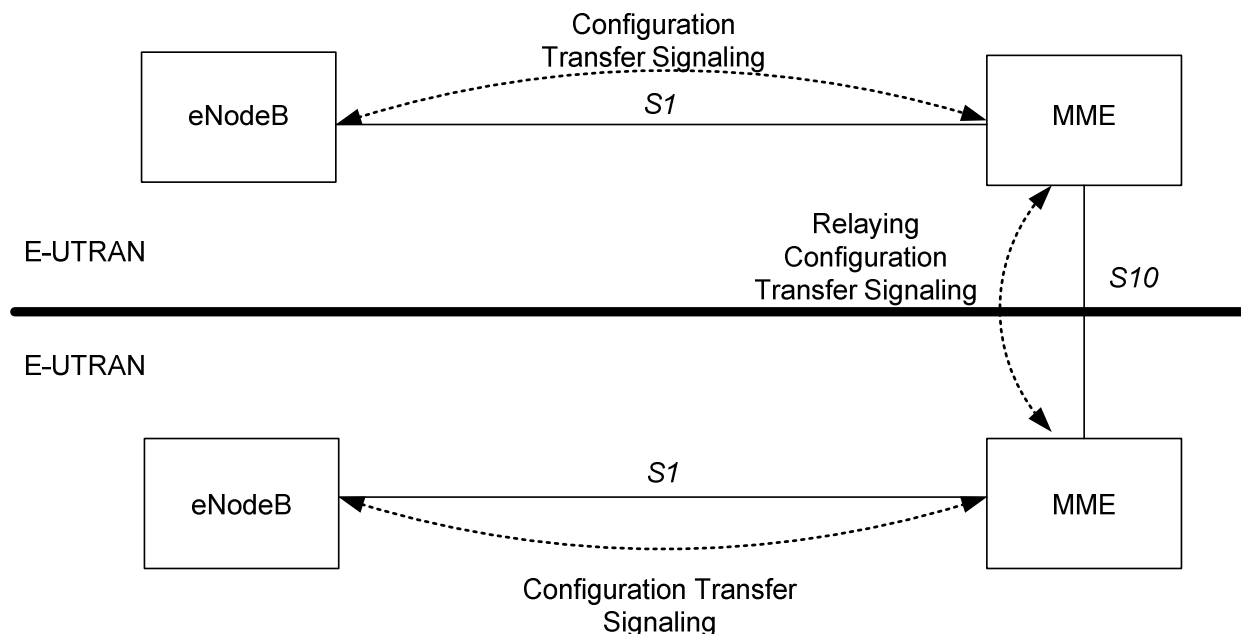 Configuration
Transfer Signaling
eNodeB
S1
MME
Relaying
Configuration
Transfer Signaling
E-UTRAN
S10
E-UTRAN
eNodeB
S1
MME
Configuration Transfer
Signaling